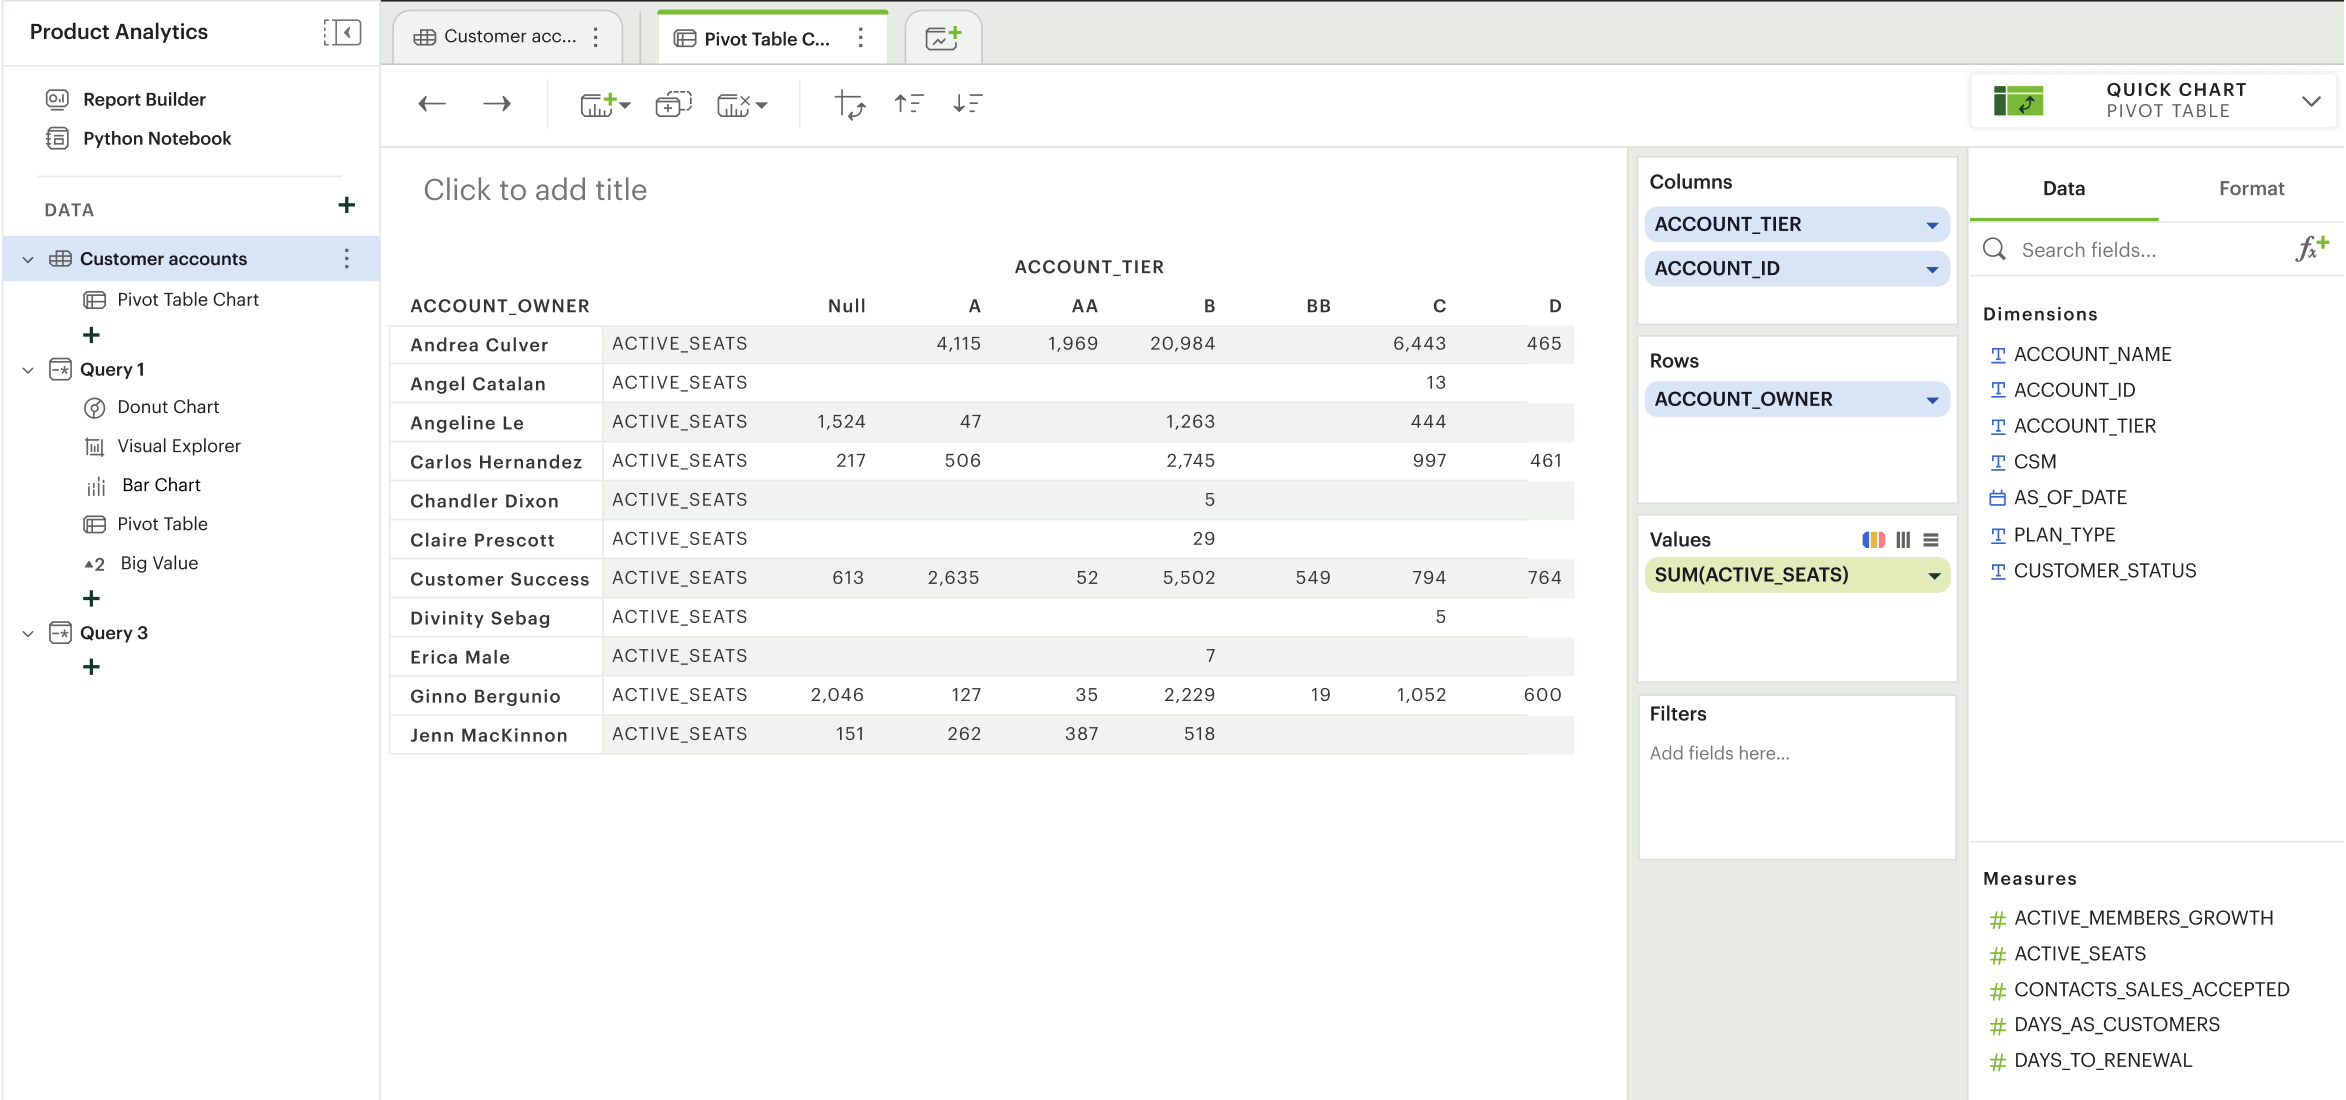 Product Analytics
Report Builder
Python Notebook
DATA
Customer accounts
Pivot Table Chart
Query 1
Donut Chart
Visual Explorer
Bar Chart
Pivot Table
Big Value
Query 3
Customer acc...
Pivot Table C...
QUICK CHART
PIVOT TABLE
Click to add title
ACCOUNT_TIER
ACCOUNT_OWNER Null A AA B BB C D
Andrea Culver ACTIVE_SEATS 4,115 1,969 20,984 6,443 465
Angel Catalan ACTIVE_SEATS 13
Angeline Le ACTIVE_SEATS 1,524 47 1,263 444
Carlos Hernandez ACTIVE_SEATS 217 506 2,745 997 461
Chandler Dixon ACTIVE_SEATS 5
Claire Prescott ACTIVE_SEATS 29
Customer Success ACTIVE_SEATS 613 2,635 52 5,502 549 794 764
Divinity Sebag ACTIVE_SEATS 5
Erica Male ACTIVE_SEATS 7
Ginno Bergunio ACTIVE_SEATS 2,046 127 35 2,229 19 1,052 600
Jenn MacKinnon ACTIVE_SEATS 151 262 387 518
Columns
ACCOUNT_TIER
ACCOUNT_ID
Rows
ACCOUNT_OWNER
Values
SUM(ACTIVE_SEATS)
Filters
Add fields here...
Data Format
Search fields...
Dimensions
ACCOUNT_NAME
ACCOUNT_ID
ACCOUNT_TIER
CSM
AS_OF_DATE
PLAN_TYPE
CUSTOMER_STATUS
Measures
ACTIVE_MEMBERS_GROWTH
ACTIVE_SEATS
CONTACTS_SALES_ACCEPTED
DAYS_AS_CUSTOMERS
DAYS_TO_RENEWAL